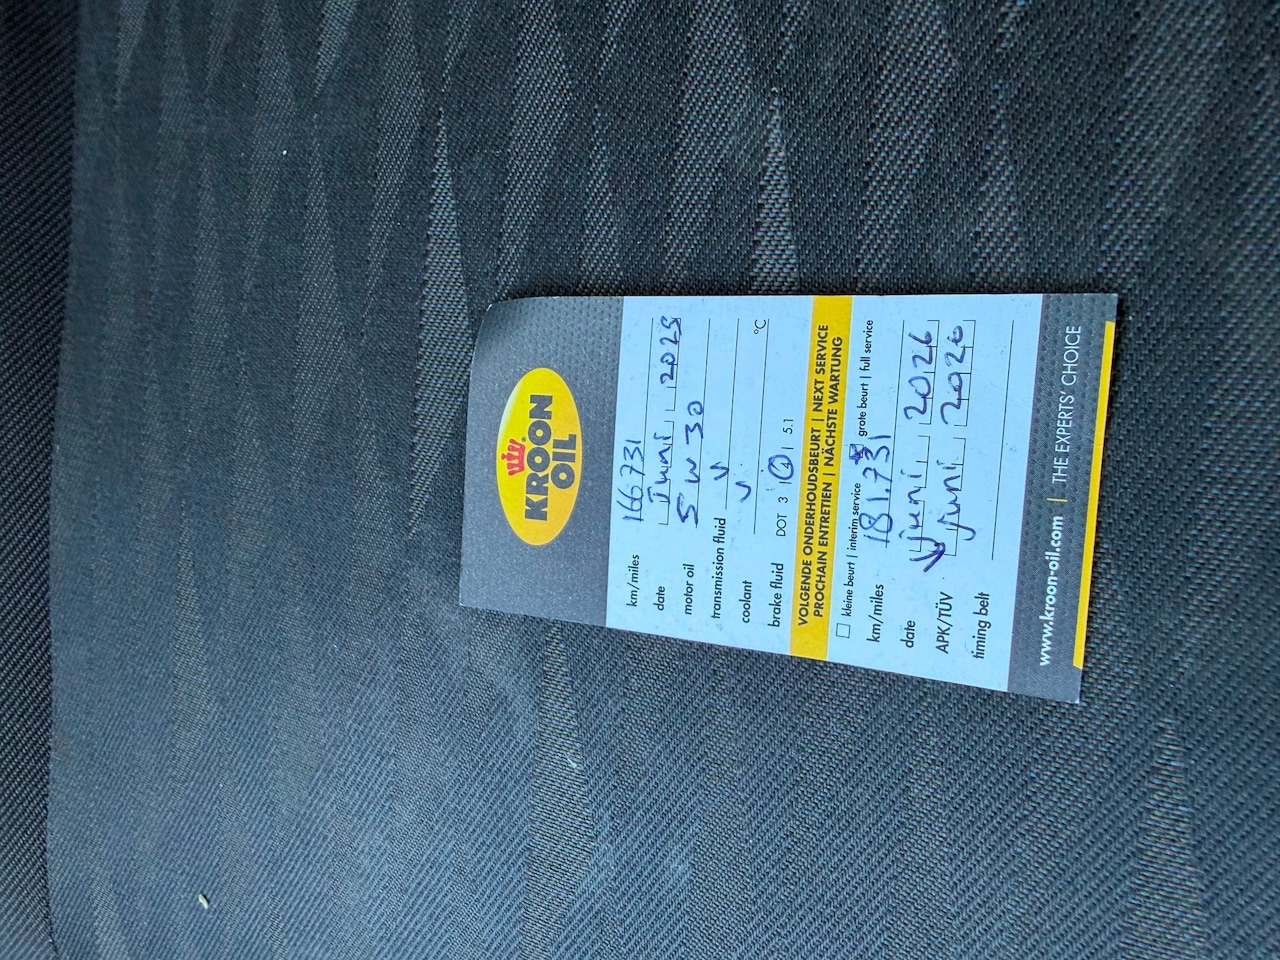 KROON
OIL
km/miles 166731
date Juni 2025
motor oil 5W30
transmission fluid v
coolant v °C
brake fluid DOT 3 | 4 | 5.1
VOLGENDE ONDERHOUDSBEURT | NEXT SERVICE
PROCHAIN ENTRETIEN | NÄCHSTE WARTUNG
kleine beurt | interim service grote beurt | full service
km/miles 181.731
date juni 2026
APK/TÜV juni 2026
timing belt
www.kroon-oil.com | THE EXPERTS' CHOICE